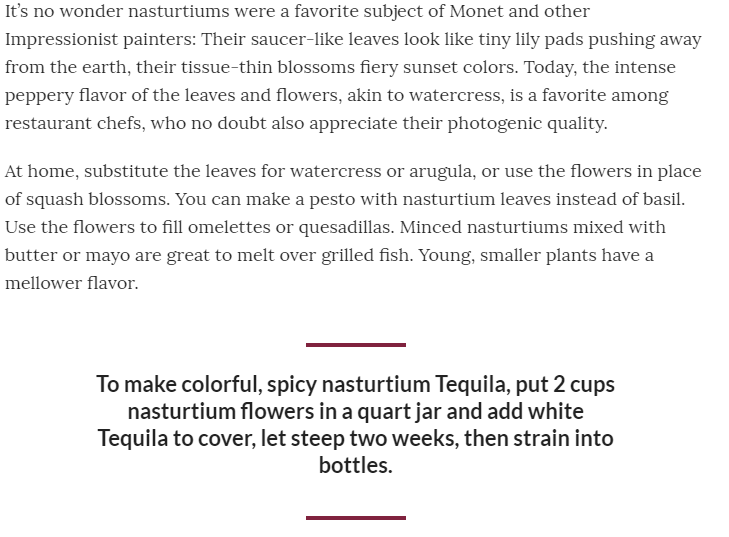 It's no wonder nasturtiums were a favorite subject of Monet and other
Impressionist painters: Their saucer-like leaves look like tiny lily pads pushing away
from the earth, their tissue-thin blossoms fiery sunset colors. Today, the intense
peppery flavor of the leaves and flowers, akin to watercress, is a favorite among
restaurant chefs, who no doubt also appreciate their photogenic quality.
At home, substitute the leaves for watercress or arugula, or use the flowers in place
of squash blossoms. You can make a pesto with nasturtium leaves instead of basil.
Use the flowers to fill omelettes or quesadillas. Minced nasturtiums mixed with
butter or mayo are great to melt over grilled fish. Young, smaller plants have a
mellower flavor.
To make colorful, spicy nasturtium Tequila, put 2 cups
nasturtium flowers in a quart jar and add white
Tequila to cover, let steep two weeks, then strain into
bottles.